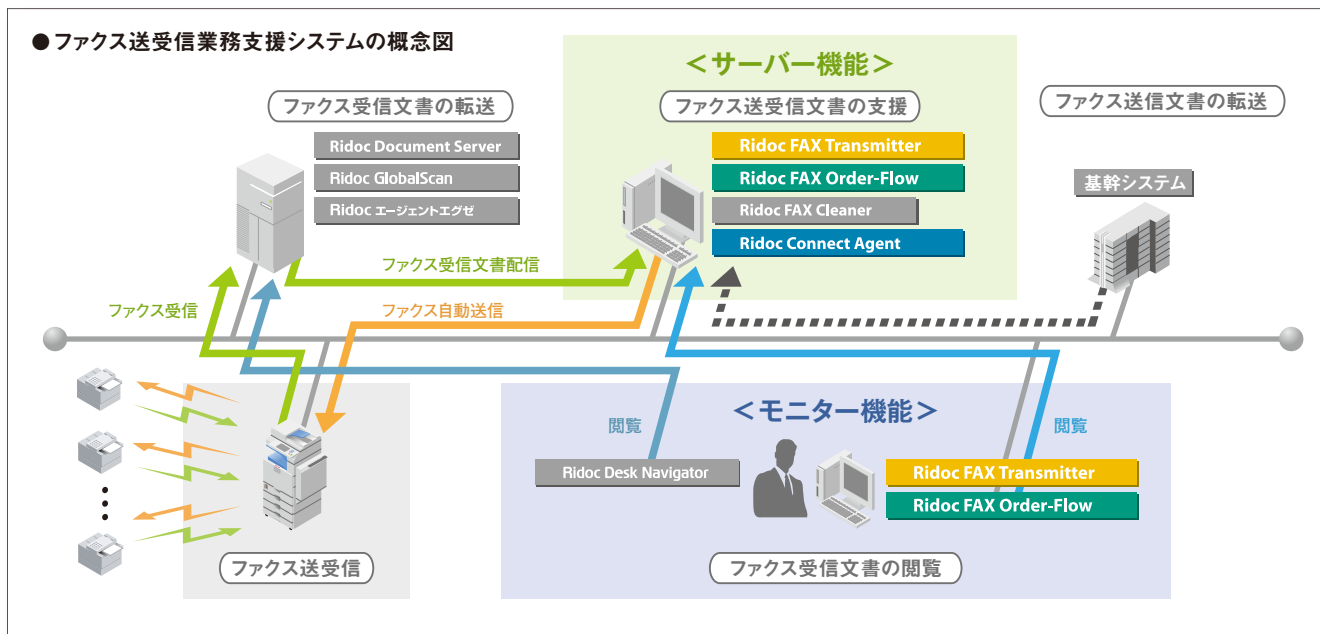 ●ファクス送受信業務支援システムの概念図
＜サーバー機能＞
ファクス受信文書の転送
ファクス送受信文書の支援
ファクス送信文書の転送
Ridoc Document Server
Ridoc GlobalScan
Ridoc エージェントエグゼ
Ridoc FAX Transmitter
Ridoc FAX Order-Flow
Ridoc FAX Cleaner
Ridoc Connect Agent
基幹システム
ファクス受信文書配信
ファクス受信
ファクス自動送信
＜モニター機能＞
閲覧
閲覧
Ridoc Desk Navigator
Ridoc FAX Transmitter
Ridoc FAX Order-Flow
ファクス送受信
ファクス受信文書の閲覧